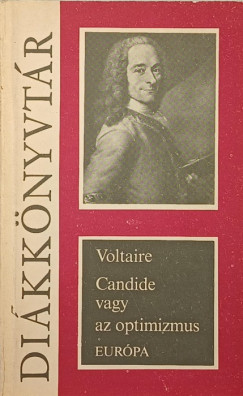 DIÁKKÖNYVTÁR
Voltaire
Candide
vagy
az optimizmus
EURÓPA